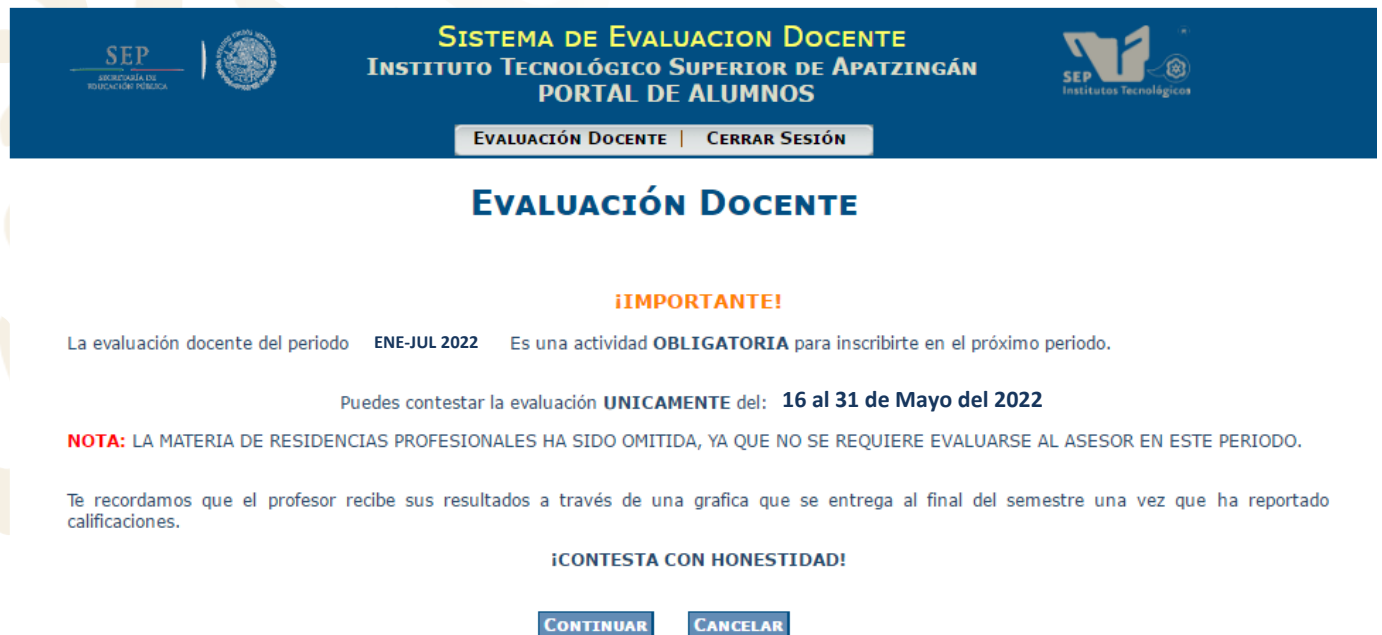 SEP
SECRETARÍA DE
EDUCACIÓN PÚBLICA
SISTEMA DE EVALUACION DOCENTE
INSTITUTO TECNOLÓGICO SUPERIOR DE APATZINGÁN
PORTAL DE ALUMNOS
SEP
Institutos Tecnológicos
EVALUACIÓN DOCENTE | CERRAR SESIÓN
EVALUACIÓN DOCENTE
¡IMPORTANTE!
La evaluación docente del periodo ENE-JUL 2022 Es una actividad OBLIGATORIA para inscribirte en el próximo periodo.
Puedes contestar la evaluación UNICAMENTE del: 16 al 31 de Mayo del 2022
NOTA: LA MATERIA DE RESIDENCIAS PROFESIONALES HA SIDO OMITIDA, YA QUE NO SE REQUIERE EVALUARSE AL ASESOR EN ESTE PERIODO.
Te recordamos que el profesor recibe sus resultados a través de una grafica que se entrega al final del semestre una vez que ha reportado
calificaciones.
¡CONTESTA CON HONESTIDAD!
CONTINUAR CANCELAR